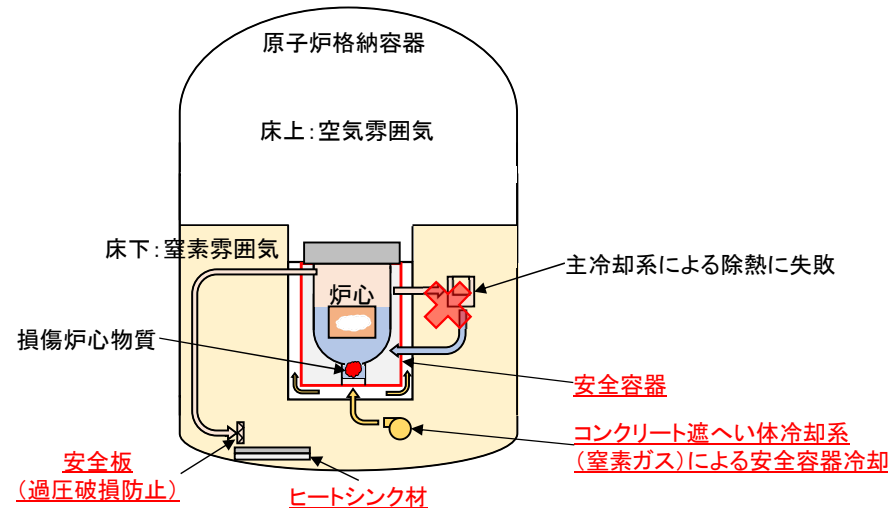 原子炉格納容器
床上：空気雰囲気
床下：窒素雰囲気
主冷却系による除熱に失敗
炉心
損傷炉心物質
安全容器
コンクリート遮へい体冷却系
（窒素ガス）による安全容器冷却
安全板
（過圧破損防止）
ヒートシンク材